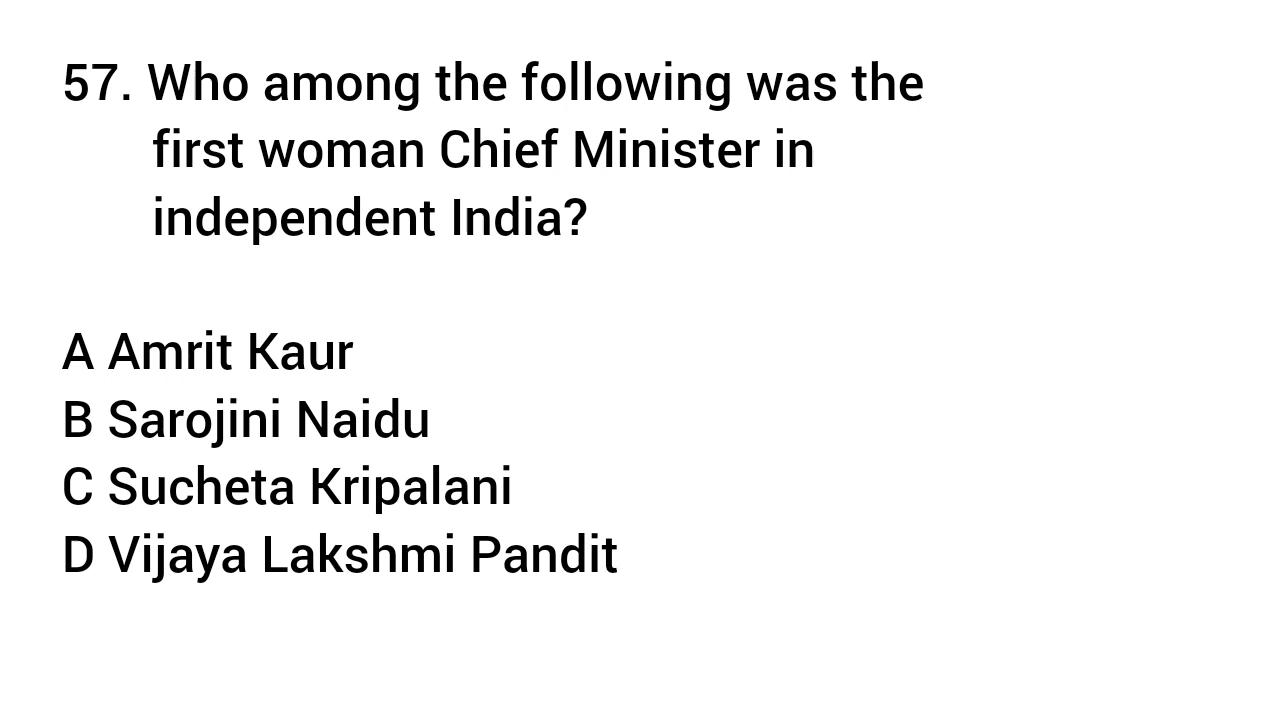 57. Who among the following was the
first woman Chief Minister in
independent India?
A Amrit Kaur
B Sarojini Naidu
C Sucheta Kripalani
D Vijaya Lakshmi Pandit